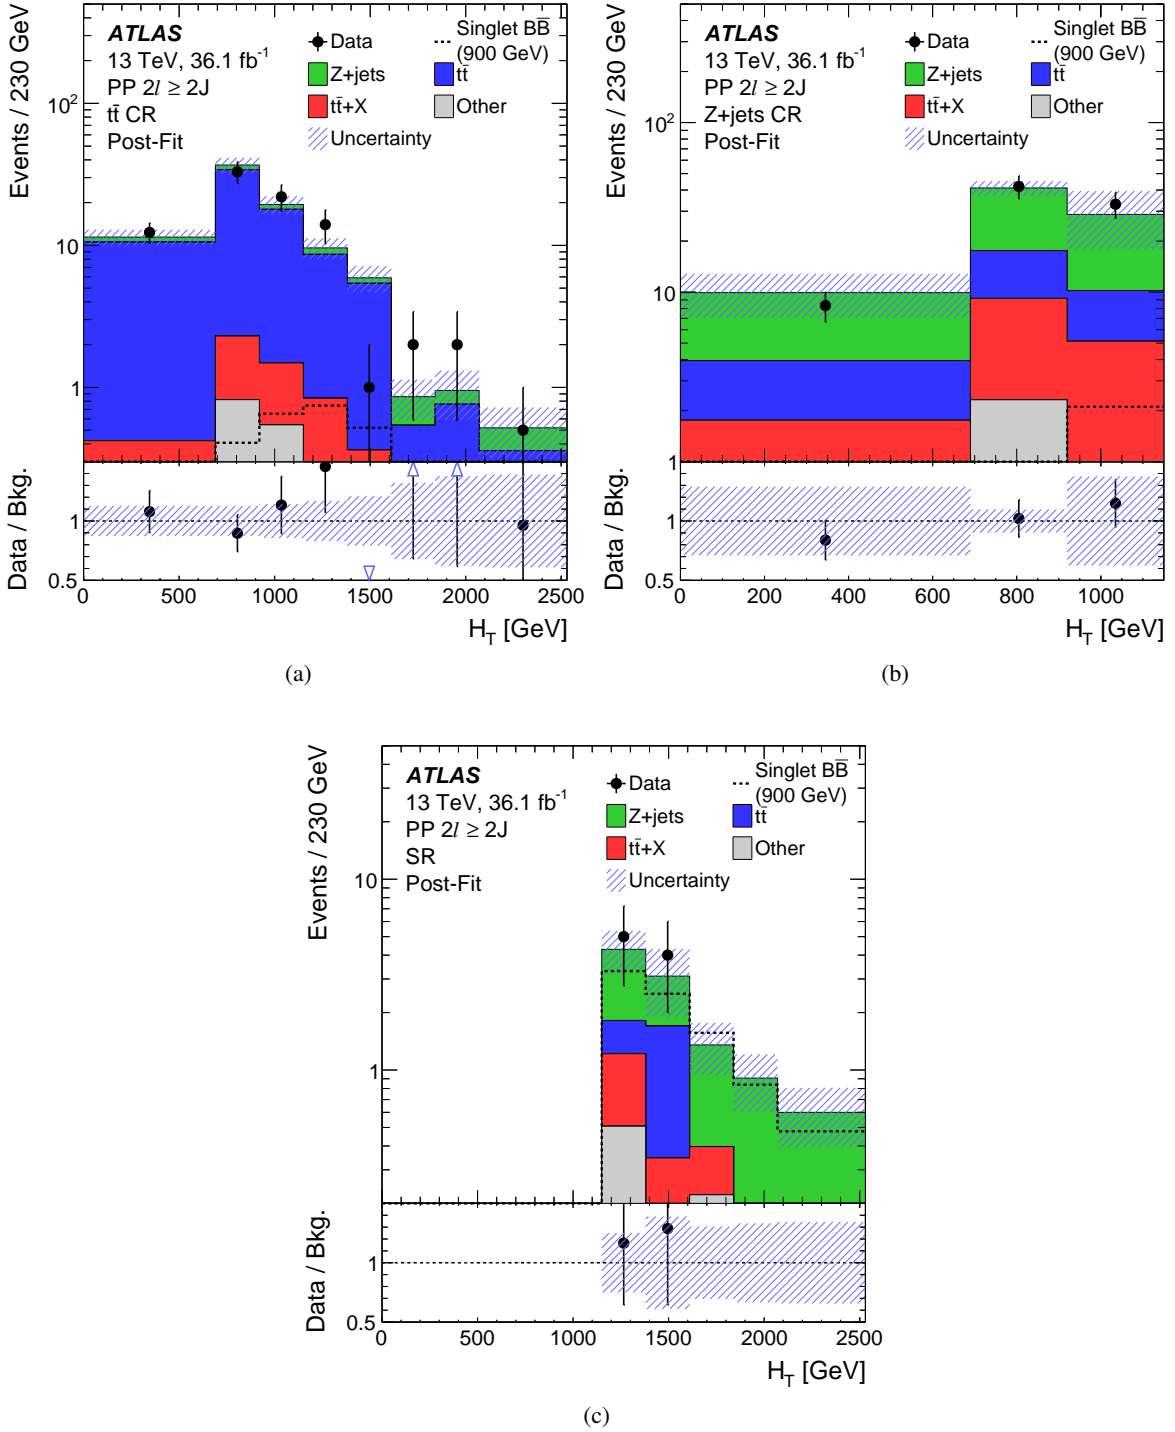 Events / 230 GeV
10²
10
1
ATLAS
13 TeV, 36.1 fb⁻¹
PP 2l ≥ 2J
tt̄ CR
Post-Fit
Data
Singlet BB̄
(900 GeV)
Z+jets
tt̄
tt̄+X
Other
Uncertainty
Data / Bkg.
1
0.5
0 500 1000 1500 2000 2500
H_T [GeV]
(a)
Events / 230 GeV
10²
10
1
ATLAS
13 TeV, 36.1 fb⁻¹
PP 2l ≥ 2J
Z+jets CR
Post-Fit
Data
Singlet BB̄
(900 GeV)
Z+jets
tt̄
tt̄+X
Other
Uncertainty
Data / Bkg.
1
0.5
0 200 400 600 800 1000
H_T [GeV]
(b)
Events / 230 GeV
10
1
ATLAS
13 TeV, 36.1 fb⁻¹
PP 2l ≥ 2J
SR
Post-Fit
Data
Singlet BB̄
(900 GeV)
Z+jets
tt̄
tt̄+X
Other
Uncertainty
Data / Bkg.
1
0.5
0 500 1000 1500 2000 2500
H_T [GeV]
(c)